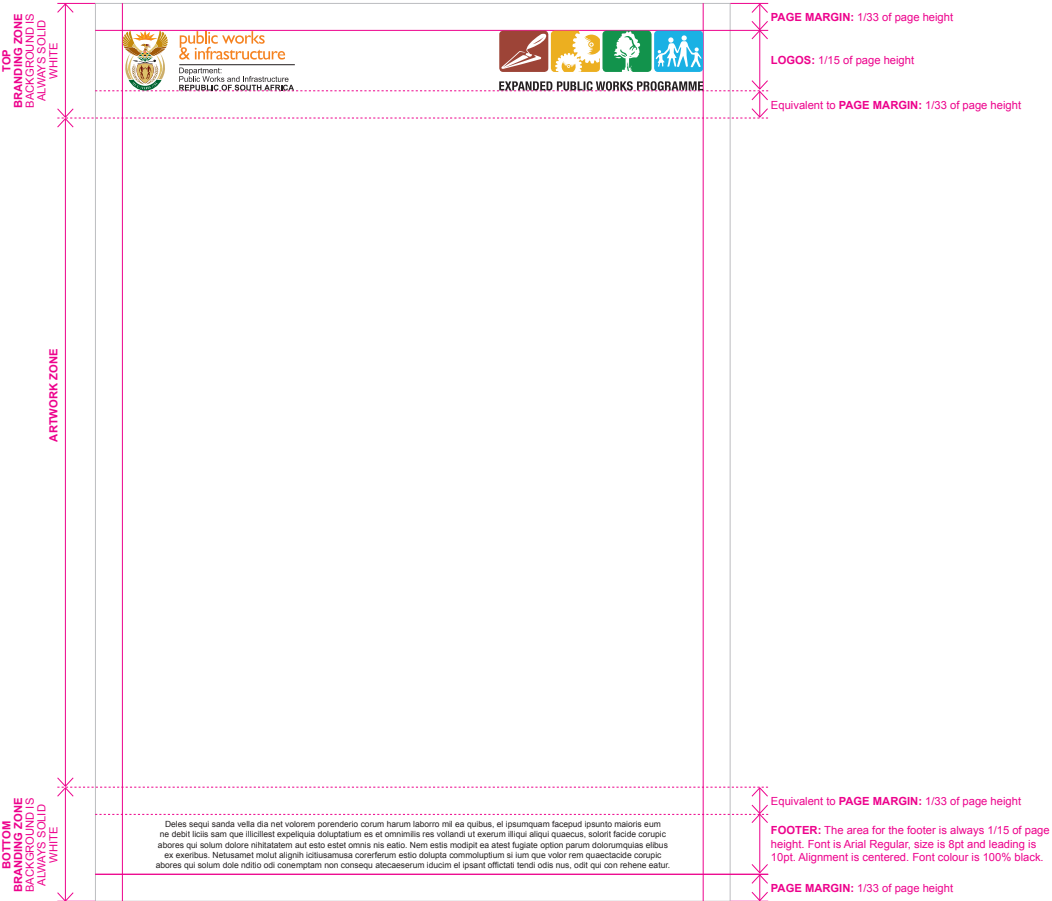 TOP
BRANDING ZONE
BACKGROUND IS
ALWAYS SOLID
WHITE
public works
& infrastructure
Department:
Public Works and Infrastructure
REPUBLIC OF SOUTH AFRICA
EXPANDED PUBLIC WORKS PROGRAMME
PAGE MARGIN: 1/33 of page height
LOGOS: 1/15 of page height
Equivalent to PAGE MARGIN: 1/33 of page height
ARTWORK ZONE
BOTTOM
BRANDING ZONE
BACKGROUND IS
ALWAYS SOLID
WHITE
Deles sequi sanda vella dia net volorem porenderio corum harum laborro mil ea quibus, el ipsumquam facepud ipsunto maioris eum
ne debit liciis sam que illicillest expeliquia doluptatium es et omnimilis res vollandi ut exerum illiqui aliqui quaecus, solorit facide corupic
abores qui solum dolore nihitatatem aut esto estet omnis nis eatio. Nem estis modipit ea atest fugiate option parum dolorumquias elibus
ex exeribus. Netusamet molut alignih icitiusamusa corerferum estio dolupta commoluptium si ium que volor rem quaectacide corupic
abores qui solum dole nditio odi conemptam non consequ atecaeserum iducim el ipsant offictati tendi odis nus, odit qui con rehene eatur.
Equivalent to PAGE MARGIN: 1/33 of page height
FOOTER: The area for the footer is always 1/15 of page
height. Font is Arial Regular, size is 8pt and leading is
10pt. Alignment is centered. Font colour is 100% black.
PAGE MARGIN: 1/33 of page height